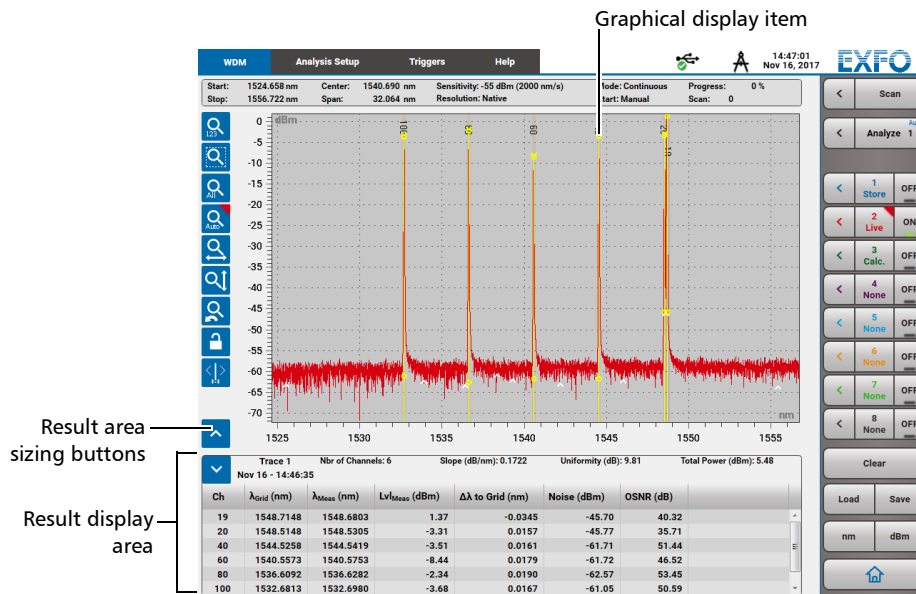 Graphical display item
WDM Analysis Setup Triggers Help
14:47:01
Nov 16, 2017
EXFO
Start: 1524.658 nm Center: 1540.690 nm Sensitivity: -55 dBm (2000 nm/s) Mode: Continuous Progress: 0 %
Stop: 1556.722 nm Span: 32.064 nm Resolution: Native Start: Manual Scan: 0
123
All
Auto
dBm
0
-5
-10
-15
-20
-25
-30
-35
-40
-45
-50
-55
-60
-65
-70
100
80
60
20
19
nm
1525 1530 1535 1540 1545 1550 1555
< Scan
Au
< Analyze 1
< 1 Store OFF
< 2 Live ON
< 3 Calc. OFF
< 4 None OFF
< 5 None OFF
< 6 None OFF
< 7 None OFF
< 8 None OFF
Clear
Load Save
nm dBm
Result area
sizing buttons
Result display
area
Trace 1 Nbr of Channels: 6 Slope (dB/nm): 0.1722 Uniformity (dB): 9.81 Total Power (dBm): 5.48
Nov 16 - 14:46:35
Ch λGrid (nm) λMeas (nm) LvlMeas (dBm) Δλ to Grid (nm) Noise (dBm) OSNR (dB)
19 1548.7148 1548.6803 1.37 -0.0345 -45.70 40.32
20 1548.5148 1548.5305 -3.31 0.0157 -45.77 35.71
40 1544.5258 1544.5419 -3.51 0.0161 -61.71 51.44
60 1540.5573 1540.5753 -8.44 0.0179 -61.72 46.52
80 1536.6092 1536.6282 -2.34 0.0190 -62.57 53.45
100 1532.6813 1532.6980 -3.68 0.0167 -61.05 50.59